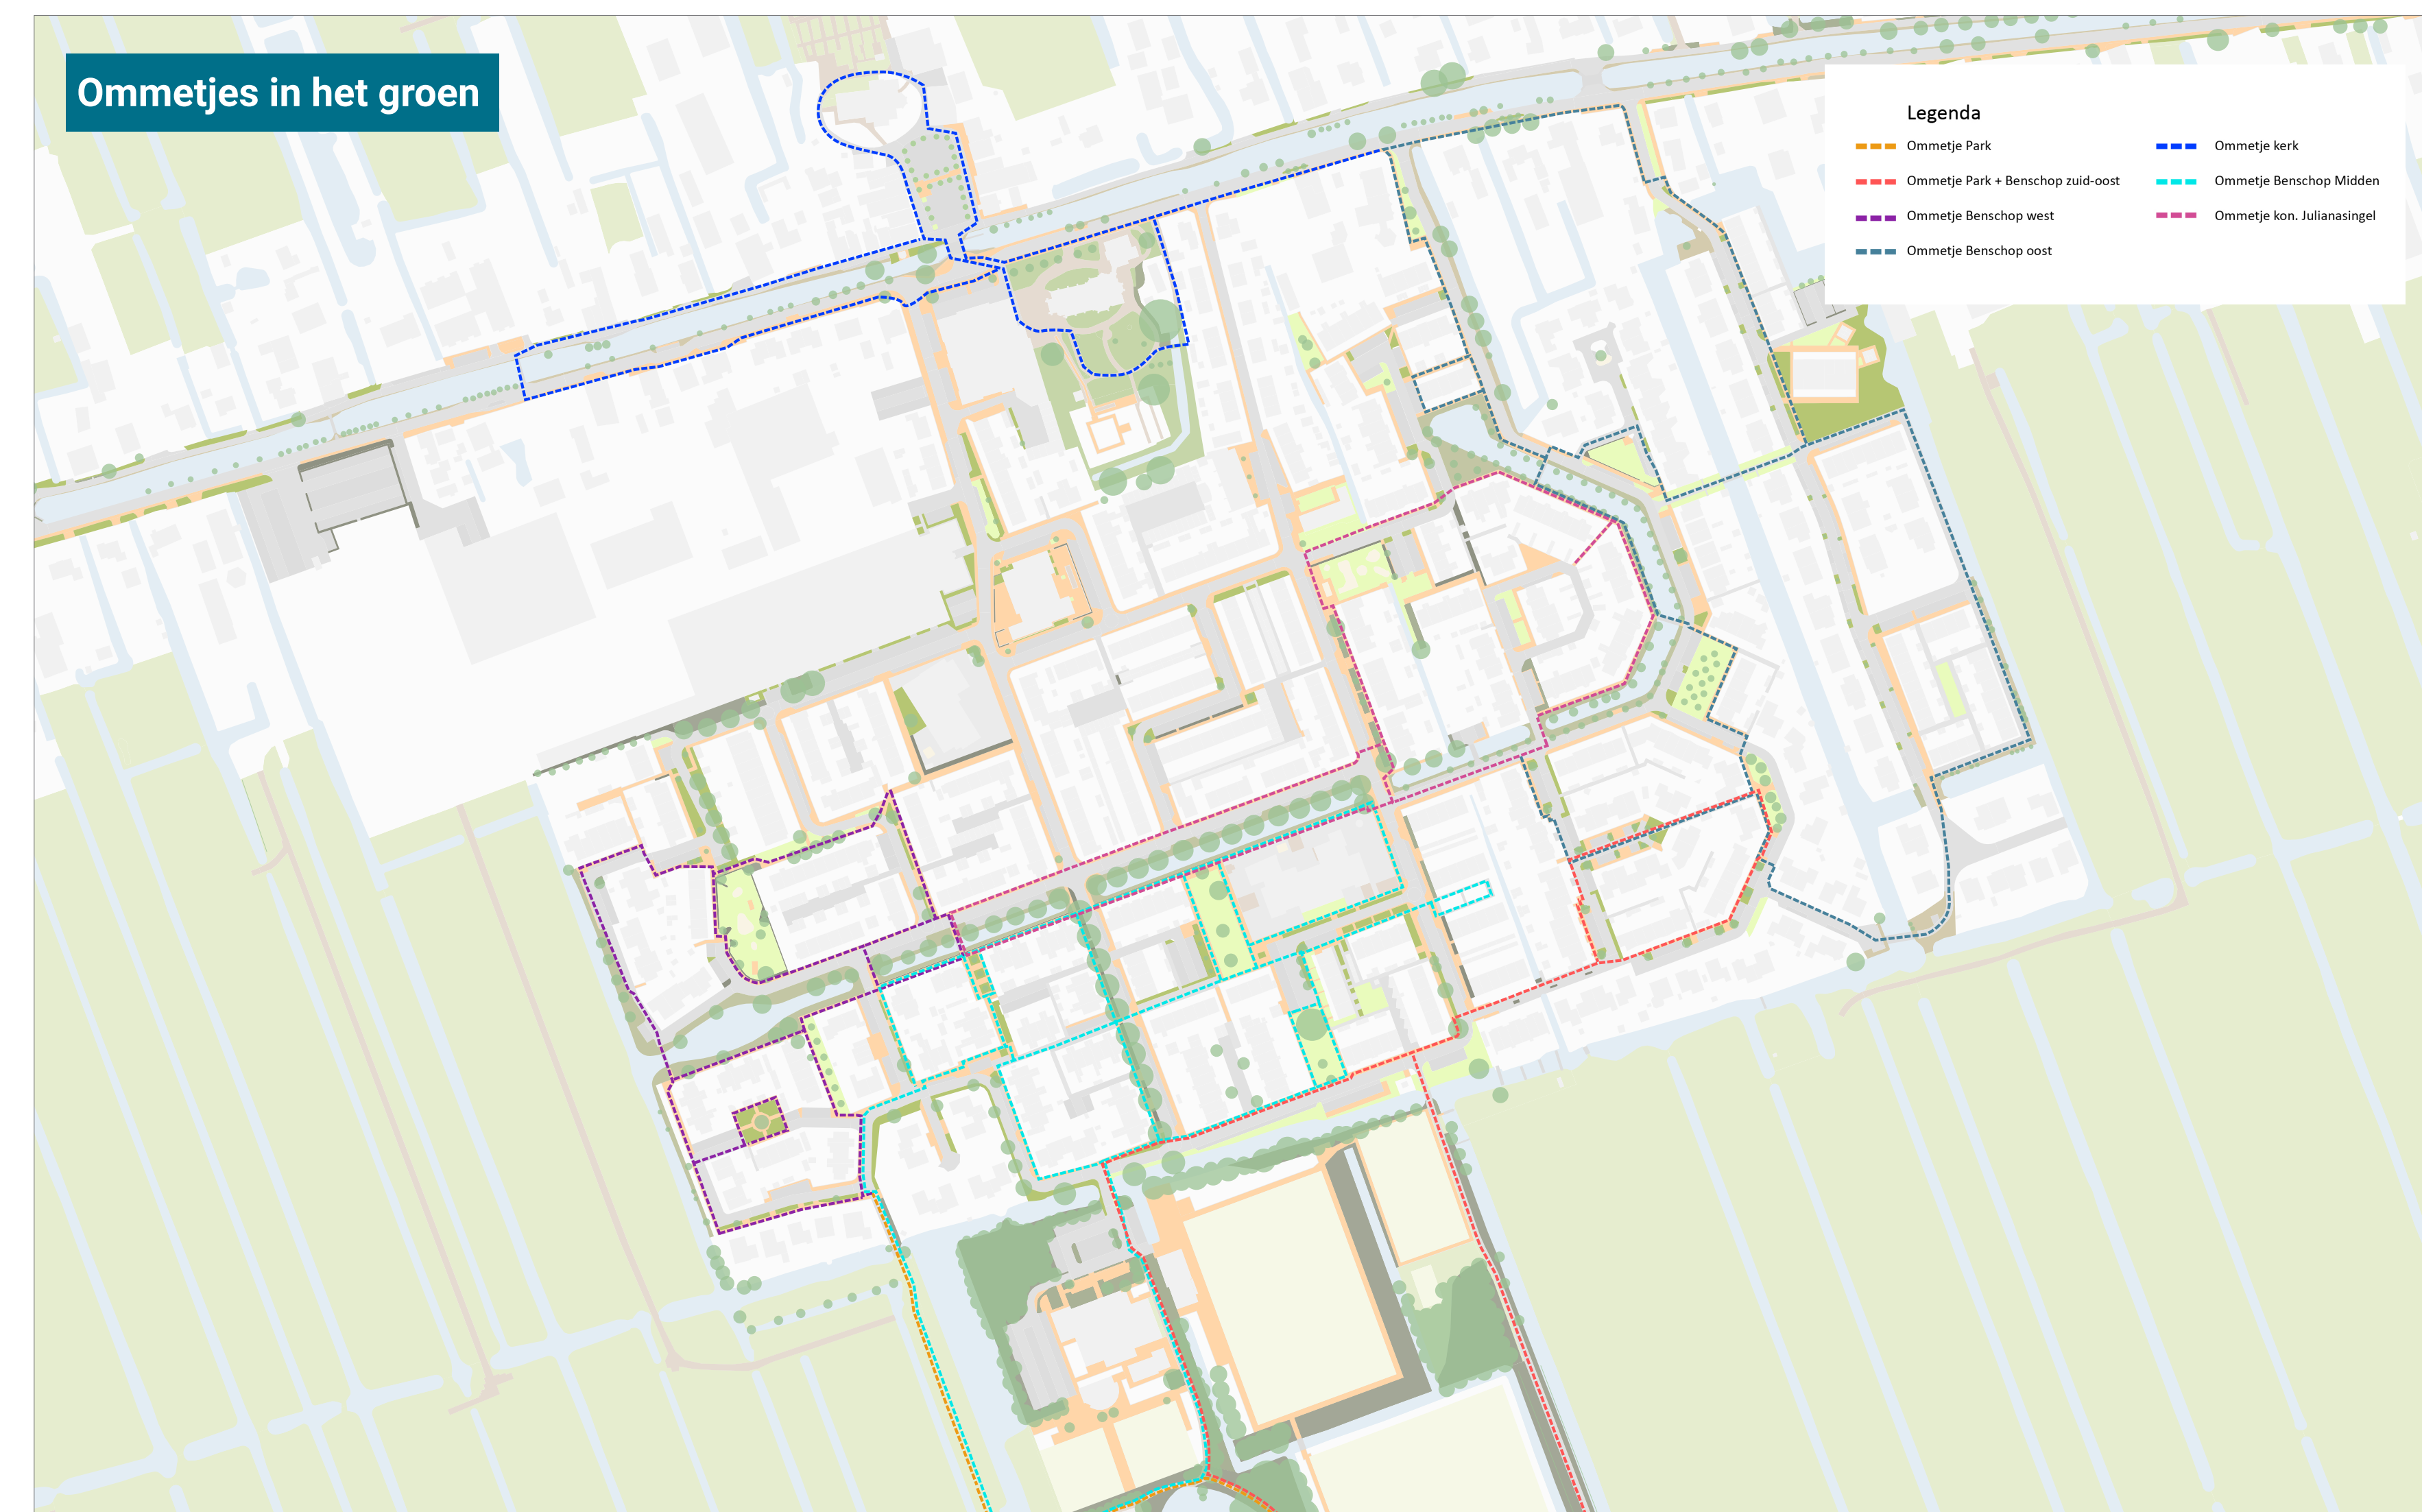 Ommetjes in het groen
Legenda
Ommetje Park
Ommetje Park + Benschop zuid-oost
Ommetje Benschop west
Ommetje Benschop oost
Ommetje kerk
Ommetje Benschop Midden
Ommetje kon. Julianasingel